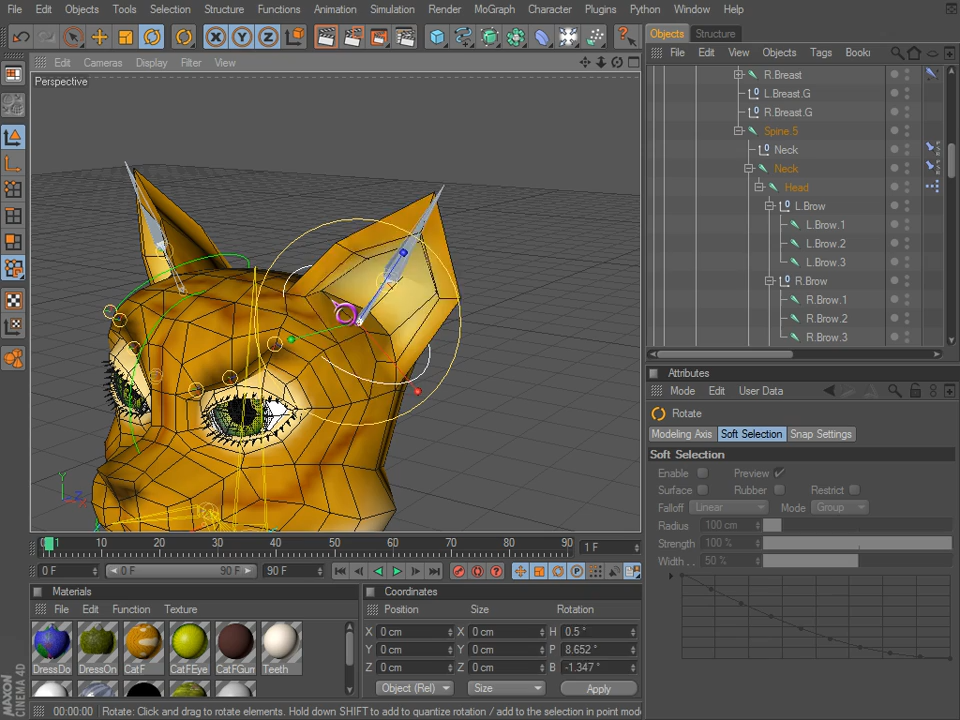 File Edit Objects Tools Selection Structure Functions Animation Simulation Render MoGraph Character Plugins Python Window Help
Edit Cameras Display Filter View
Perspective
Y
Z
X
0 1 10 20 30 40 50 60 70 80 90 1 F
0 F 0 F 90 F 90 F
Materials
File Edit Function Texture
DressDo DressOn CatF CatFEye CatFGum Teeth
Coordinates
Position Size Rotation
X 0 cm X 0 cm H 0.5 °
Y 0 cm Y 0 cm P 8.652 °
Z 0 cm Z 0 cm B -1.347 °
Object (Rel) Size Apply
00:00:00 Rotate: Click and drag to rotate elements. Hold down SHIFT to add to quantize rotation / add to the selection in point mode
MAXON
CINEMA 4D
Objects Structure
File Edit View Objects Tags Booki
R.Breast
L.Breast.G
R.Breast.G
Spine.5
Neck
Neck
Head
L.Brow
L.Brow.1
L.Brow.2
L.Brow.3
R.Brow
R.Brow.1
R.Brow.2
R.Brow.3
Attributes
Mode Edit User Data
Rotate
Modeling Axis Soft Selection Snap Settings
Soft Selection
Enable Preview
Surface Rubber Restrict
Falloff Linear Mode Group
Radius 100 cm
Strength 100 %
Width . . 50 %